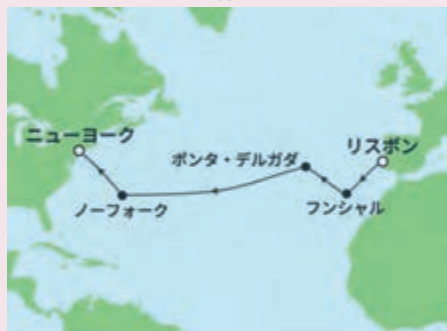 ニューヨーク
ポンタ・デルガダ
リスボン
ノーフォーク
フンシャル